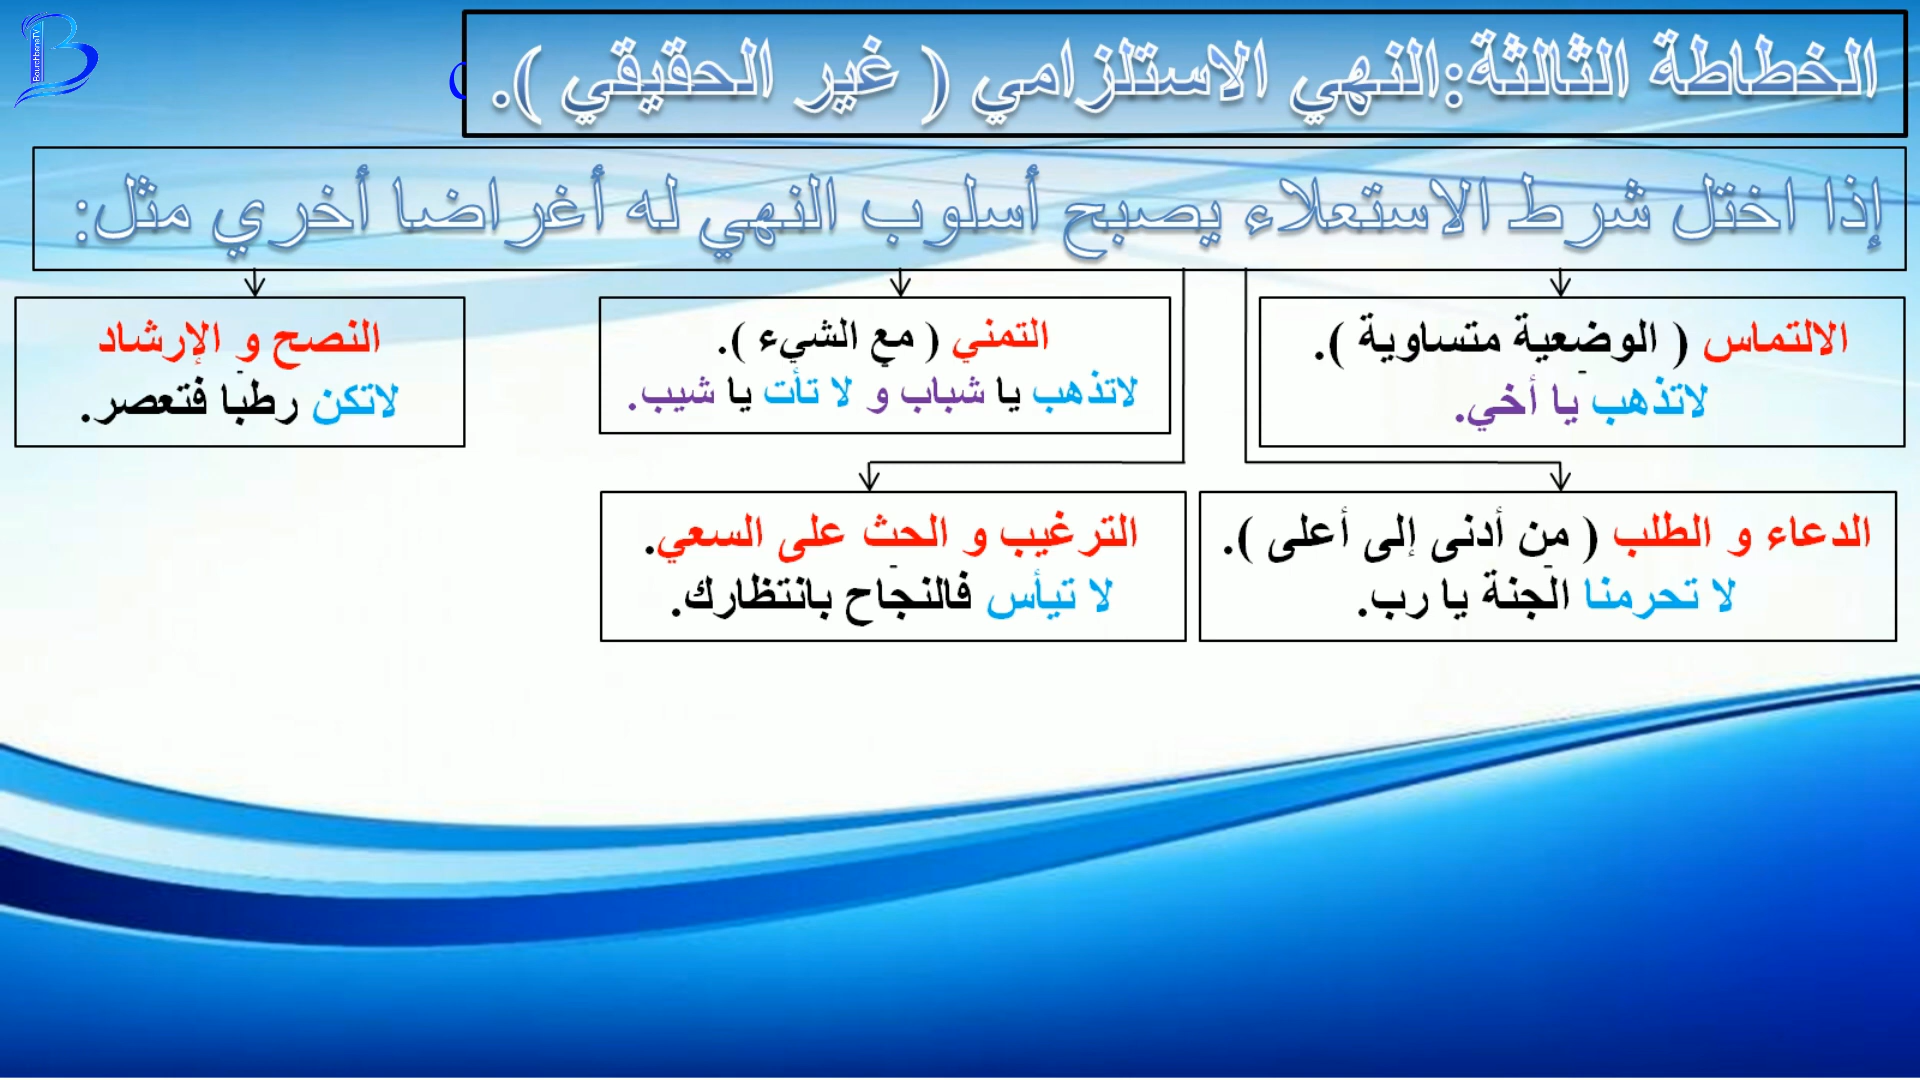 الخطاطة الثالثة:النهي الاستلزامي ( غير الحقيقي ).
إذا اختل شرط الاستعلاء يصبح أسلوب النهي له أغراضا أخري مثل:
الالتماس ( الوضعية متساوية ).
لاتذهب يا أخي.
التمني ( مع الشيء ).
لاتذهب يا شباب و لا تأت يا شيب.
النصح و الإرشاد
لاتكن رطبا فتعصر.
الدعاء و الطلب ( من أدنى إلى أعلى ).
لا تحرمنا الجنة يا رب.
الترغيب و الحث على السعي.
لا تيأس فالنجاح بانتظارك.
B
BourchbeneTV